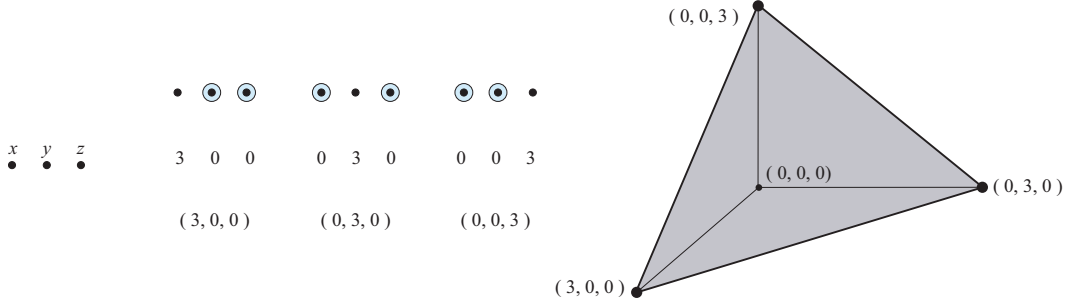 x y z
3 0 0
( 3, 0, 0 )
0 3 0
( 0, 3, 0 )
0 0 3
( 0, 0, 3 )
( 0, 0, 3 )
( 0, 0, 0)
( 0, 3, 0 )
( 3, 0, 0 )